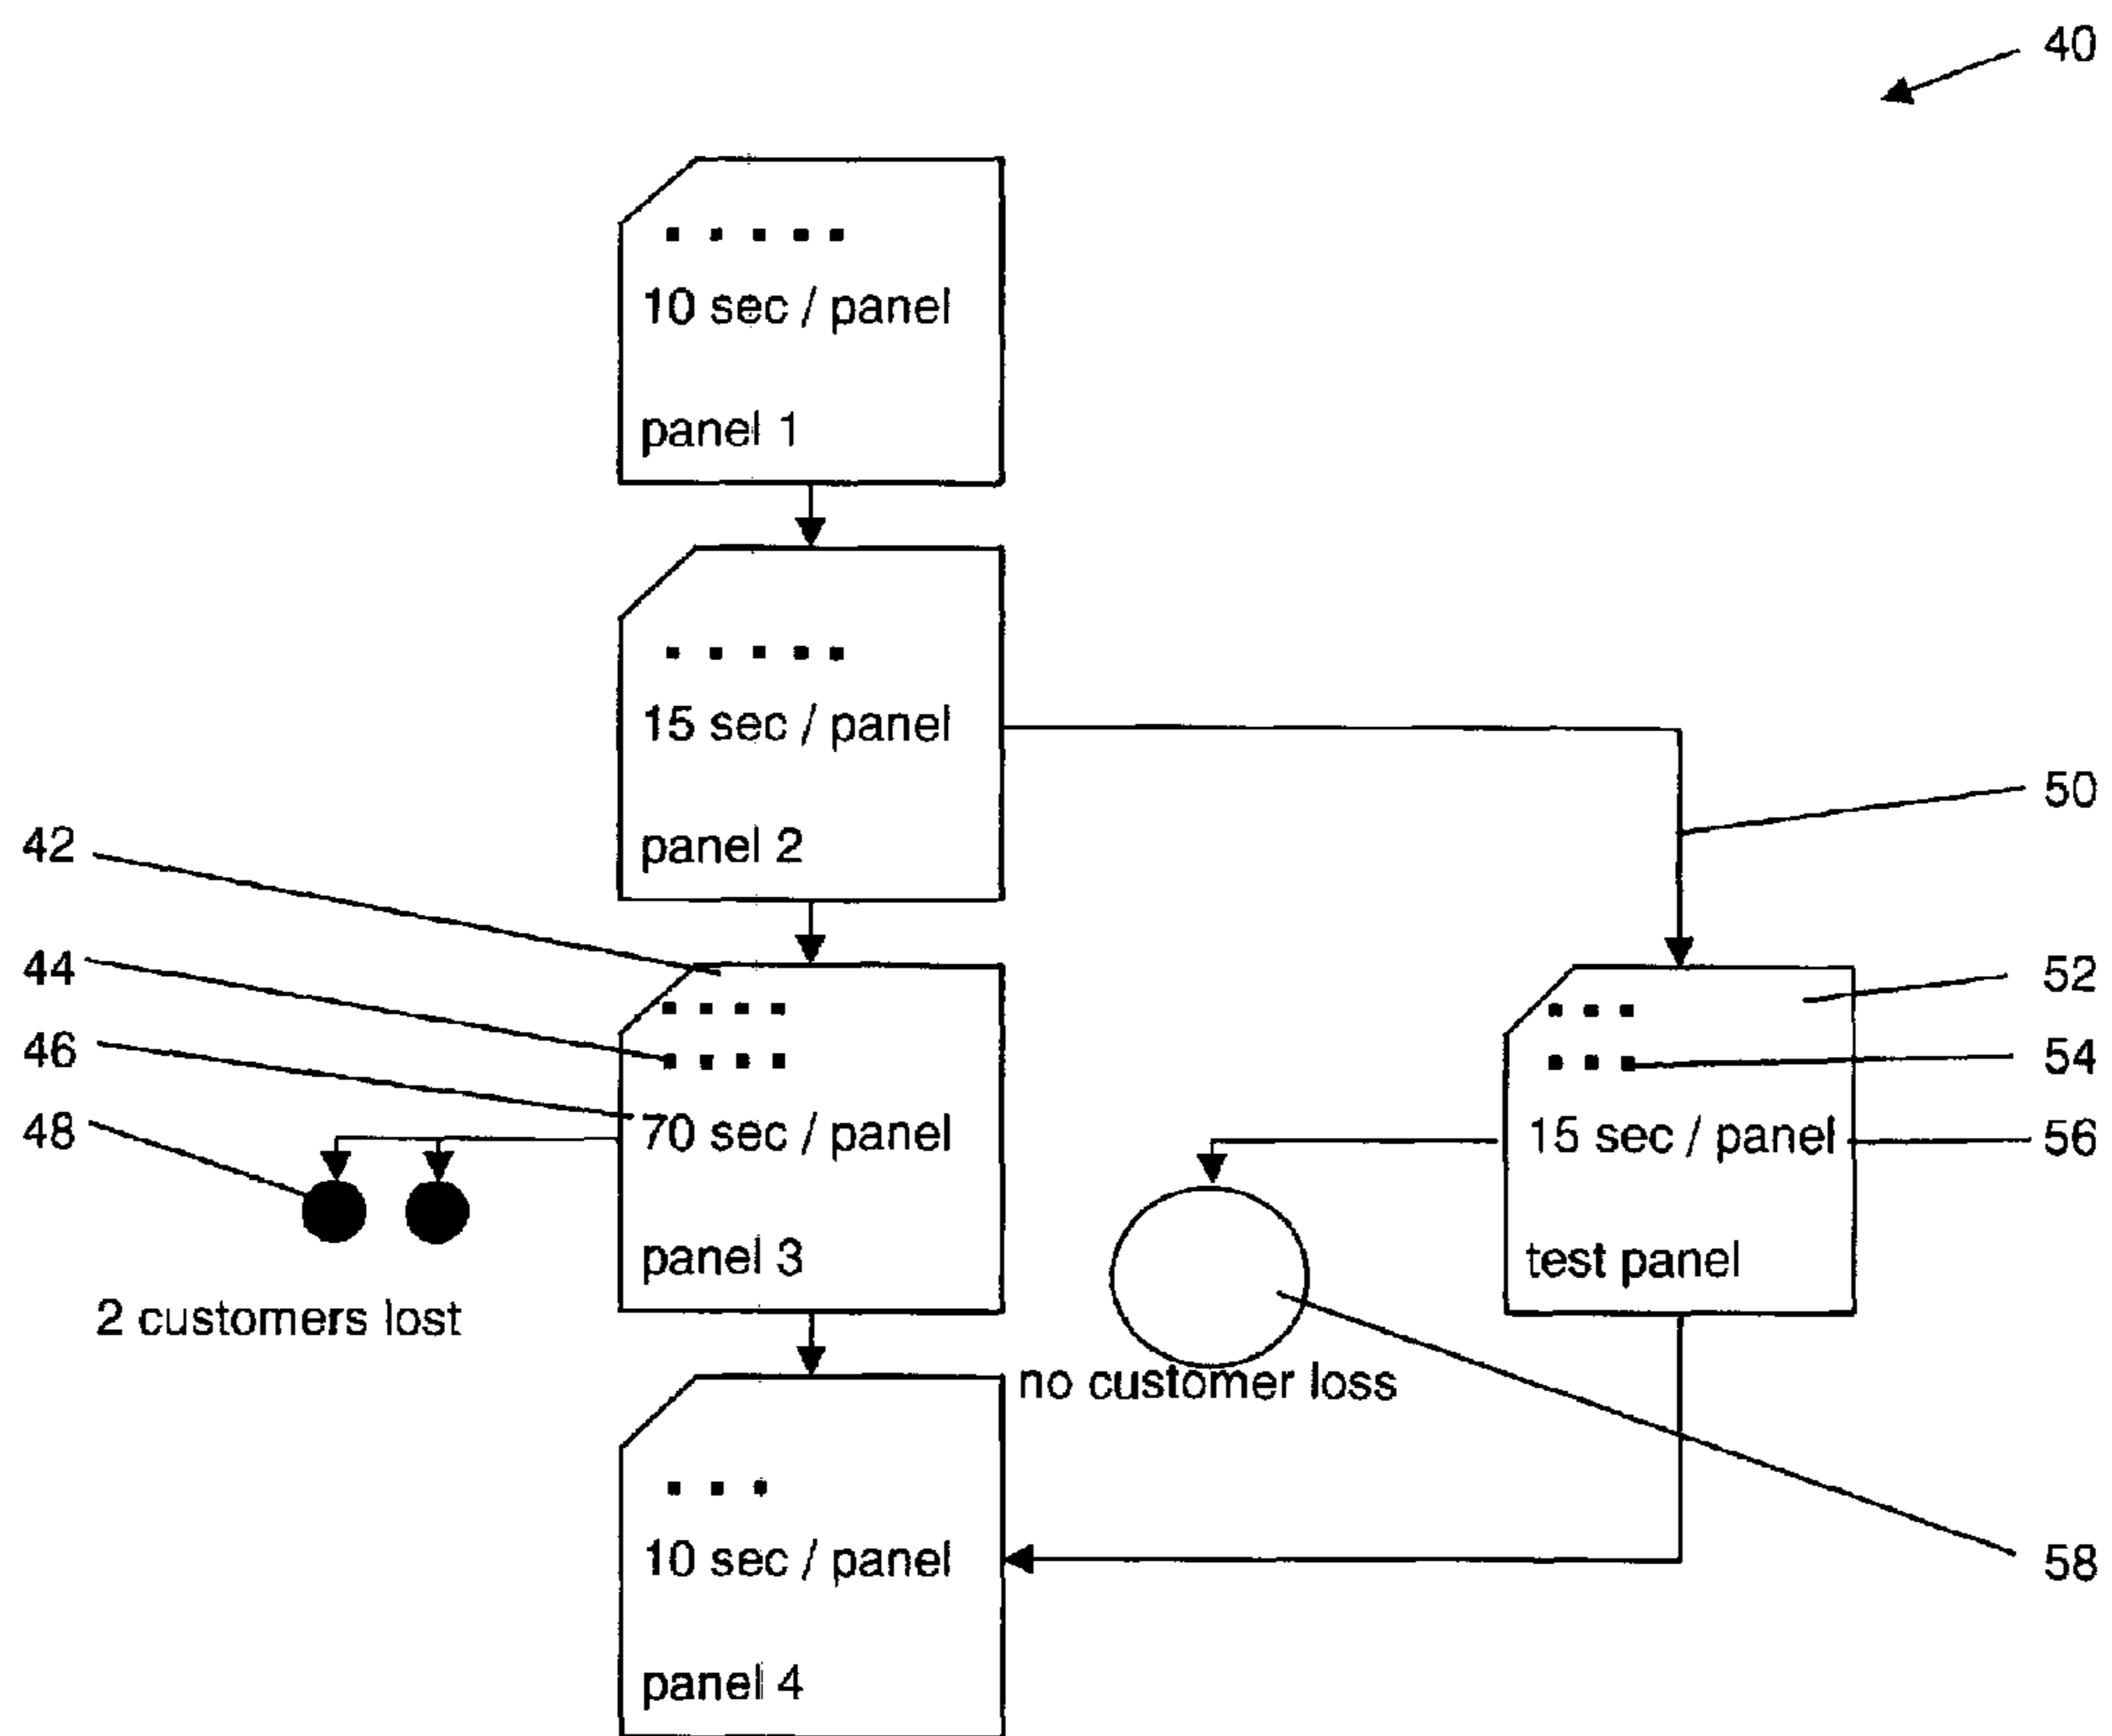 40
10 sec / panel
panel 1
15 sec / panel
panel 2
50
42
44
46
48
70 sec / panel
panel 3
2 customers lost
52
54
15 sec / panel
56
test panel
no customer loss
58
10 sec / panel
panel 4